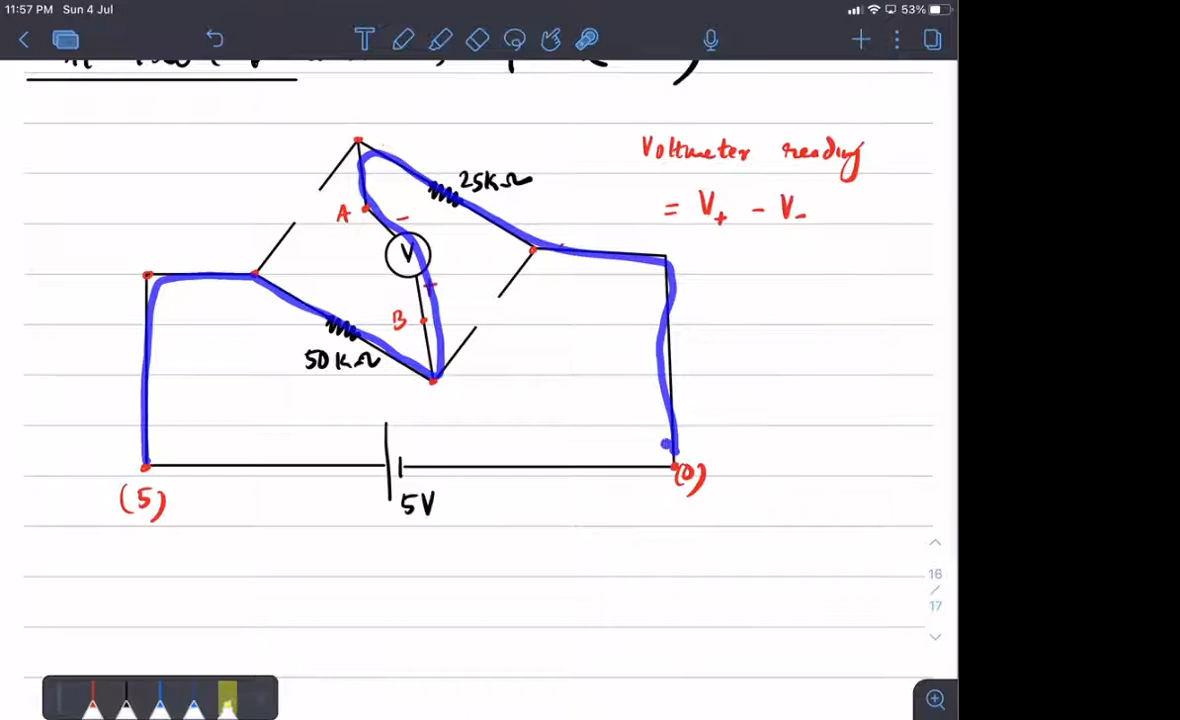 11:57 PM Sun 4 Jul
53%
Voltmeter reading
= V+ - V-
25KΩ
A
-
V
+
B
50KΩ
(5)
5V
(0)
16
/
17